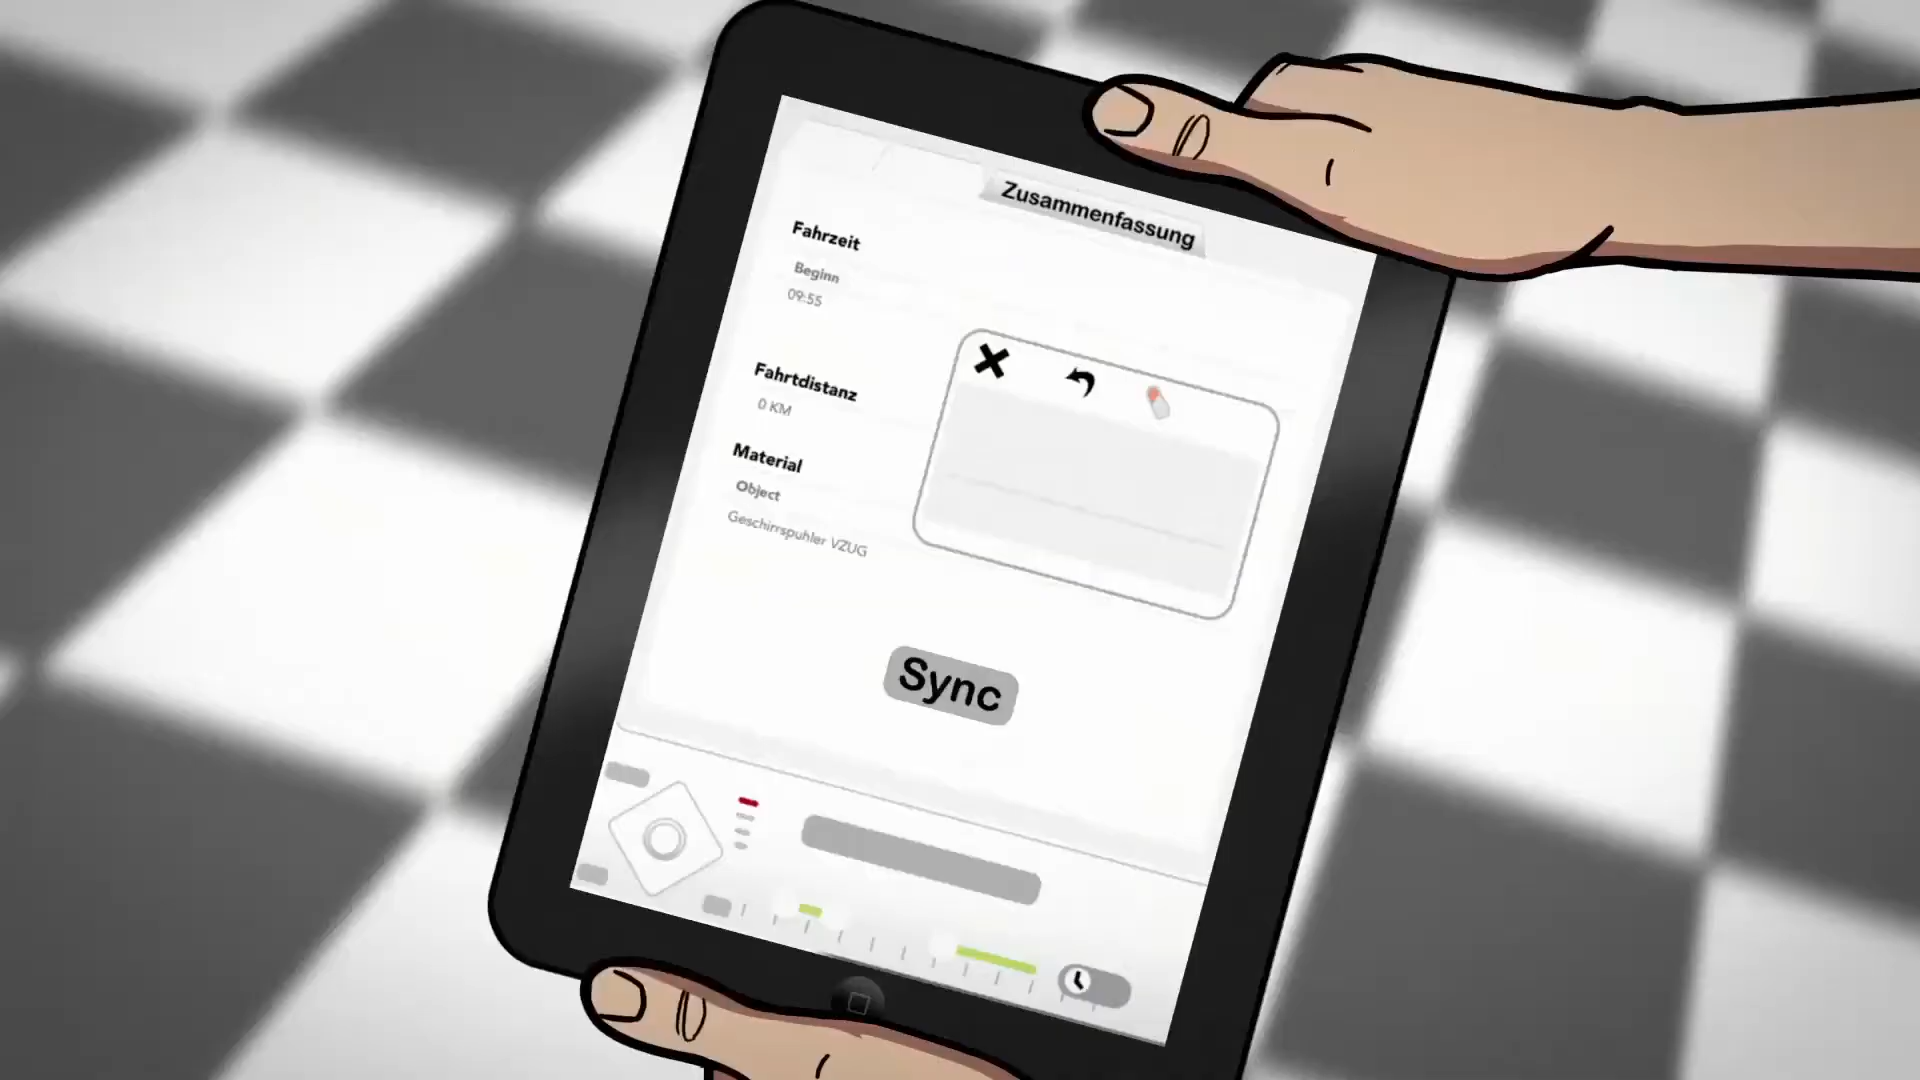 Zusammenfassung
Fahrzeit
Beginn
09:55
Fahrtdistanz
0 KM
Material
Object
Geschirrspuhler VZUG
Sync